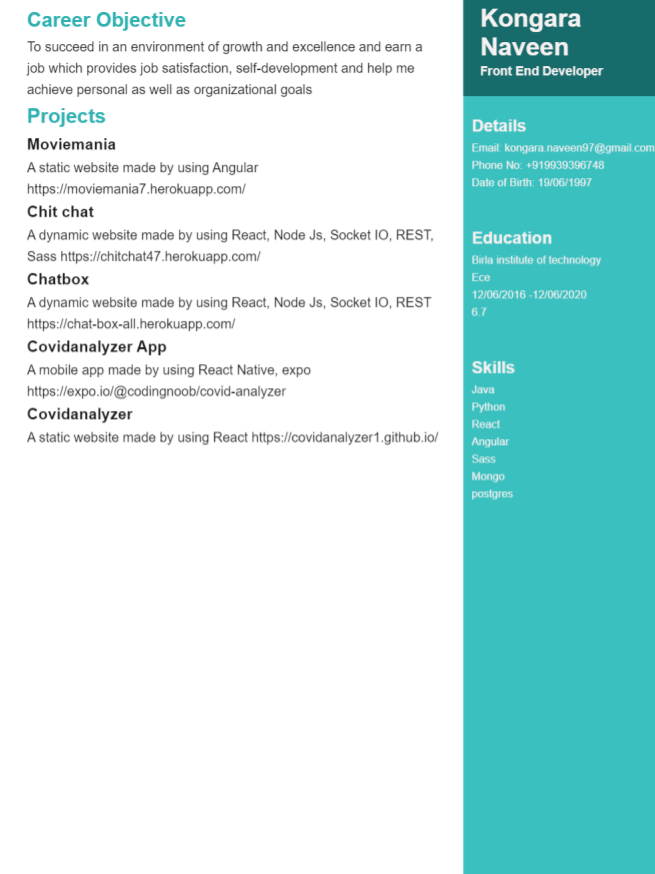 Career Objective
To succeed in an environment of growth and excellence and earn a
job which provides job satisfaction, self-development and help me
achieve personal as well as organizational goals
Projects
Moviemania
A static website made by using Angular
https://moviemania7.herokuapp.com/
Chit chat
A dynamic website made by using React, Node Js, Socket IO, REST,
Sass https://chitchat47.herokuapp.com/
Chatbox
A dynamic website made by using React, Node Js, Socket IO, REST
https://chat-box-all.herokuapp.com/
Covidanalyzer App
A mobile app made by using React Native, expo
https://expo.io/@codingnoob/covid-analyzer
Covidanalyzer
A static website made by using React https://covidanalyzer1.github.io/
Kongara
Naveen
Front End Developer
Details
Email: kongara.naveen97@gmail.com
Phone No: +919939396748
Date of Birth: 19/06/1997
Education
Birla institute of technology
Ece
12/06/2016 -12/06/2020
6.7
Skills
Java
Python
React
Angular
Sass
Mongo
postgres